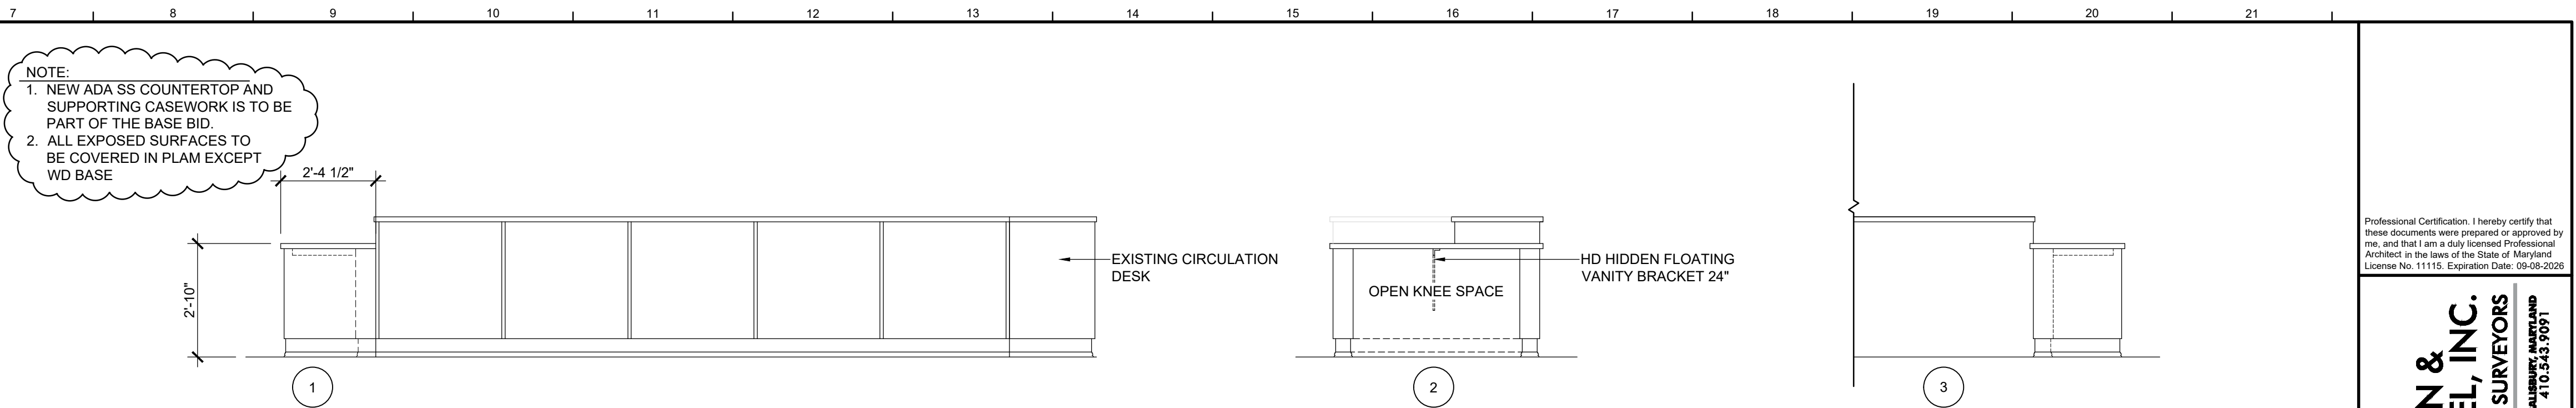 7 8 9 10 11 12 13 14 15 16 17 18 19 20 21
NOTE:
1. NEW ADA SS COUNTERTOP AND
SUPPORTING CASEWORK IS TO BE
PART OF THE BASE BID.
2. ALL EXPOSED SURFACES TO
BE COVERED IN PLAM EXCEPT
WD BASE
2'-4 1/2"
2'-10"
EXISTING CIRCULATION
DESK
1
HD HIDDEN FLOATING
VANITY BRACKET 24"
OPEN KNEE SPACE
2
3
Professional Certification. I hereby certify that
these documents were prepared or approved by
me, and that I am a duly licensed Professional
Architect in the laws of the State of Maryland
License No. 11115. Expiration Date: 09-08-2026
N &
EL, INC.
SURVEYORS
ALISBURY, MARYLAND
410.543.9091